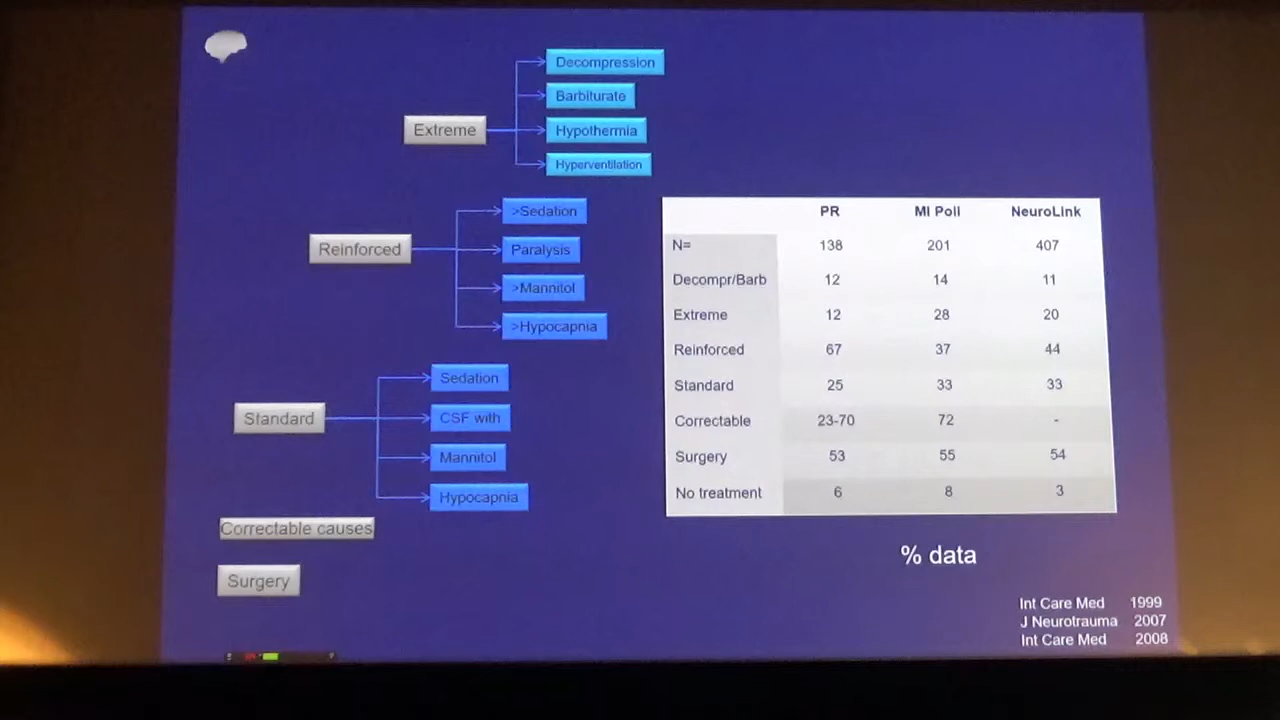 Extreme
Decompression
Barbiturate
Hypothermia
Hyperventilation
Reinforced
>Sedation
Paralysis
>Mannitol
>Hypocapnia
Standard
Sedation
CSF with
Mannitol
Hypocapnia
Correctable causes
Surgery
PR MI Poll NeuroLink
N= 138 201 407
Decompr/Barb 12 14 11
Extreme 12 28 20
Reinforced 67 37 44
Standard 25 33 33
Correctable 23-70 72 -
Surgery 53 55 54
No treatment 6 8 3
% data
Int Care Med 1999
J Neurotrauma 2007
Int Care Med 2008